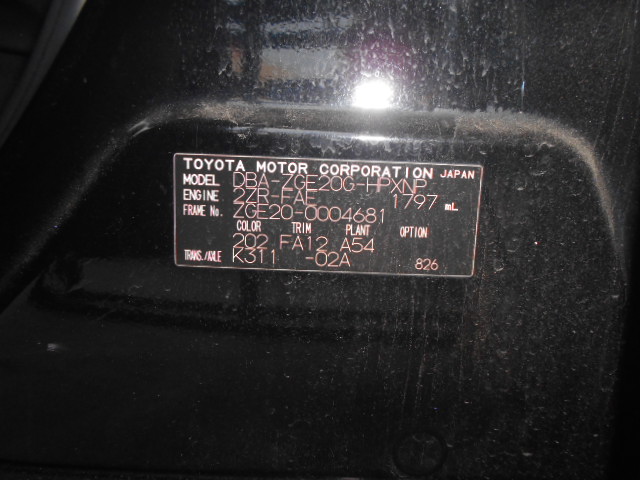 TOYOTA MOTOR CORPORATION JAPAN
MODEL DBA-ZGE20G-HPXNP
ENGINE 2ZR-FAE 1797 mL
FRAME No. ZGE20-0004681
COLOR TRIM PLANT OPTION
202 FA12 A54
TRANS./AXLE K311 -02A 826